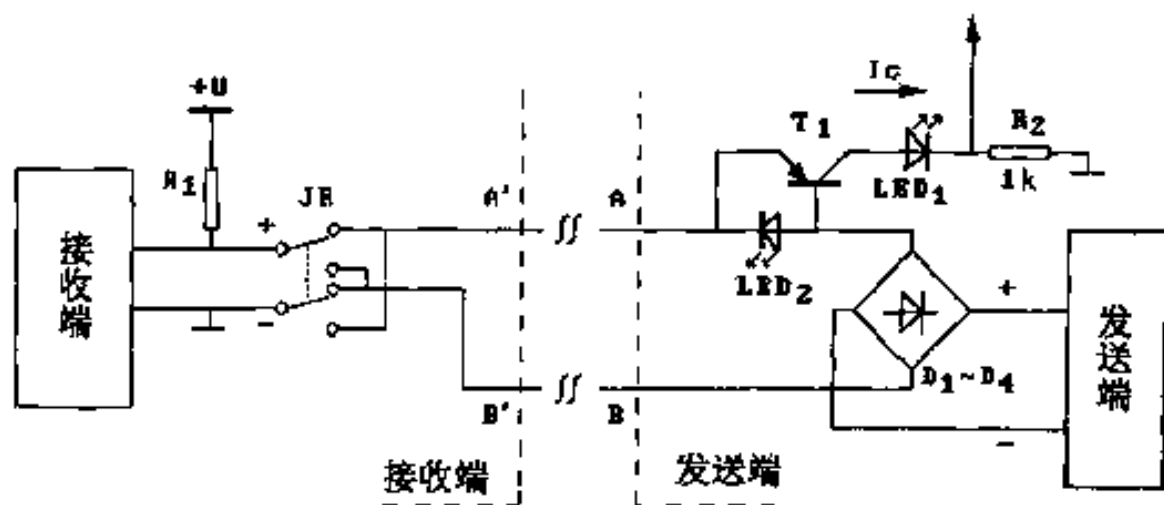 +U
R₁
JB
+
-
接收端
A'
B'
A
B
Ic
T₁
LED₁
R₂
1k
LED₂
D₁~D₄
+
-
发送端
接收端
发送端